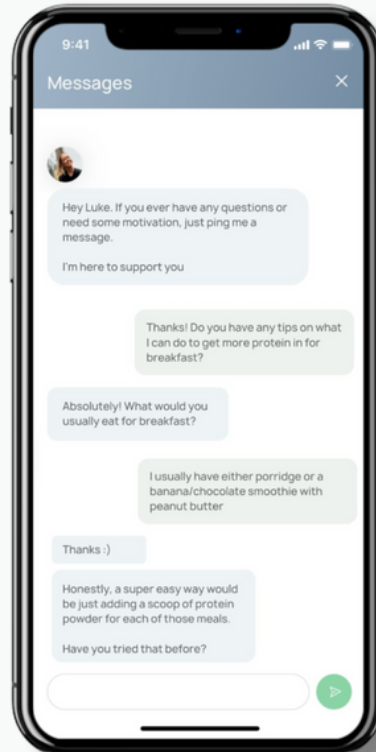 9:41
Messages
Hey Luke. If you ever have any questions or
need some motivation, just ping me a
message.
I'm here to support you
Thanks! Do you have any tips on what
I can do to get more protein in for
breakfast?
Absolutely! What would you
usually eat for breakfast?
I usually have either porridge or a
banana/chocolate smoothie with
peanut butter
Thanks :)
Honestly, a super easy way would
be just adding a scoop of protein
powder for each of those meals.
Have you tried that before?